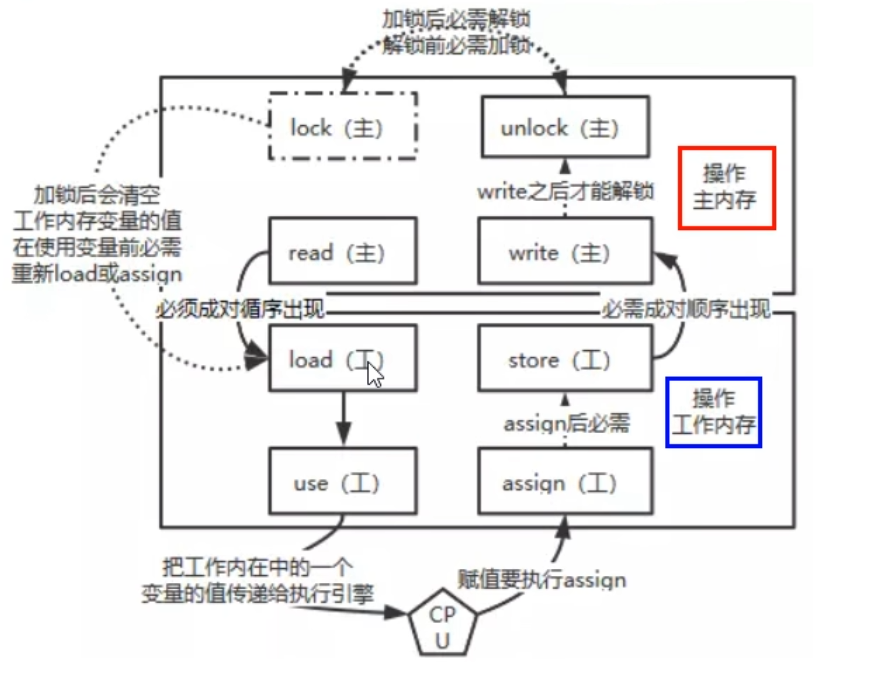 加锁后必需解锁
解锁前必需加锁
lock（主）
unlock（主）
操作
主内存
write之后才能解锁
加锁后会清空
工作内存变量的值
在使用变量前必需
重新load或assign
read（主）
write（主）
必须成对循序出现
必需成对顺序出现
load（工）
store（工）
操作
工作内存
assign后必需
use（工）
assign（工）
把工作内在中的一个
变量的值传递给执行引擎
赋值要执行assign
CP
U